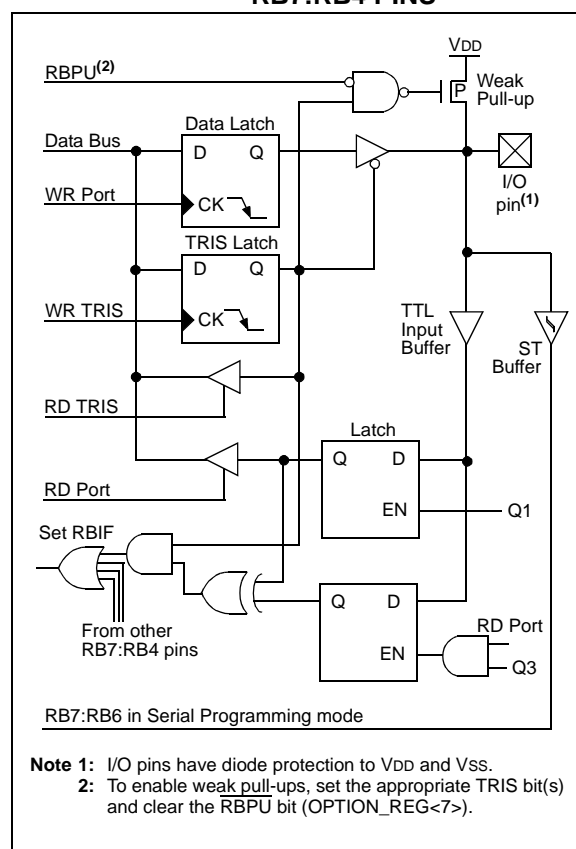 RB7:RB4 PINS
VDD
RBPU(2)
P
Weak
Pull-up
Data Latch
Data Bus
D
Q
WR Port
CK
I/O
pin(1)
TRIS Latch
D
Q
WR TRIS
CK
TTL
Input
Buffer
ST
Buffer
RD TRIS
Latch
Q
D
RD Port
EN
Q1
Set RBIF
Q
D
RD Port
From other
RB7:RB4 pins
EN
Q3
RB7:RB6 in Serial Programming mode
Note 1: I/O pins have diode protection to VDD and VSS.
2: To enable weak pull-ups, set the appropriate TRIS bit(s)
and clear the RBPU bit (OPTION_REG<7>).